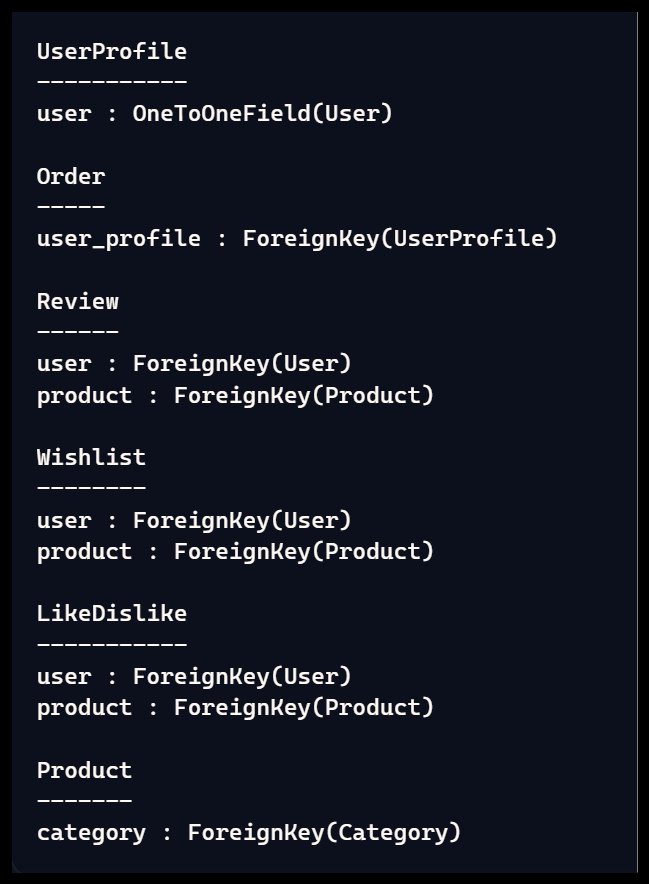 UserProfile
-----------
user : OneToOneField(User)
Order
-----
user_profile : ForeignKey(UserProfile)
Review
------
user : ForeignKey(User)
product : ForeignKey(Product)
Wishlist
--------
user : ForeignKey(User)
product : ForeignKey(Product)
LikeDislike
-----------
user : ForeignKey(User)
product : ForeignKey(Product)
Product
-------
category : ForeignKey(Category)